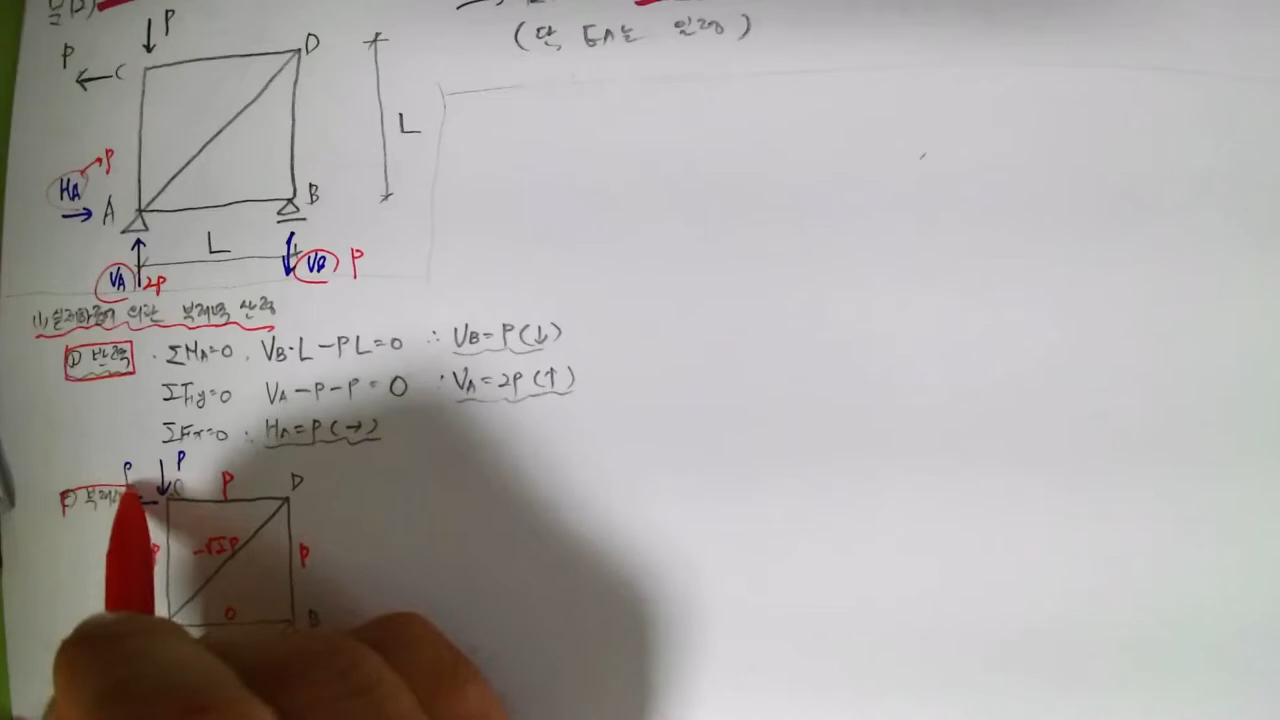 (단, EA는 일정)
P
P
C
D
L
P
HA
A
B
L
VA
2P
VB
P
(1) 실제하중에 의한 부재력 산정
① 반력
·ΣMA=0, VB·L-PL=0 ∴ VB=P(↓)
ΣFy=0 VA-P-P=0 ∴ VA=2P(↑)
ΣFx=0 ∴ HA=P(→)
P
P
C
P
D
-√2P
P
P
0
B